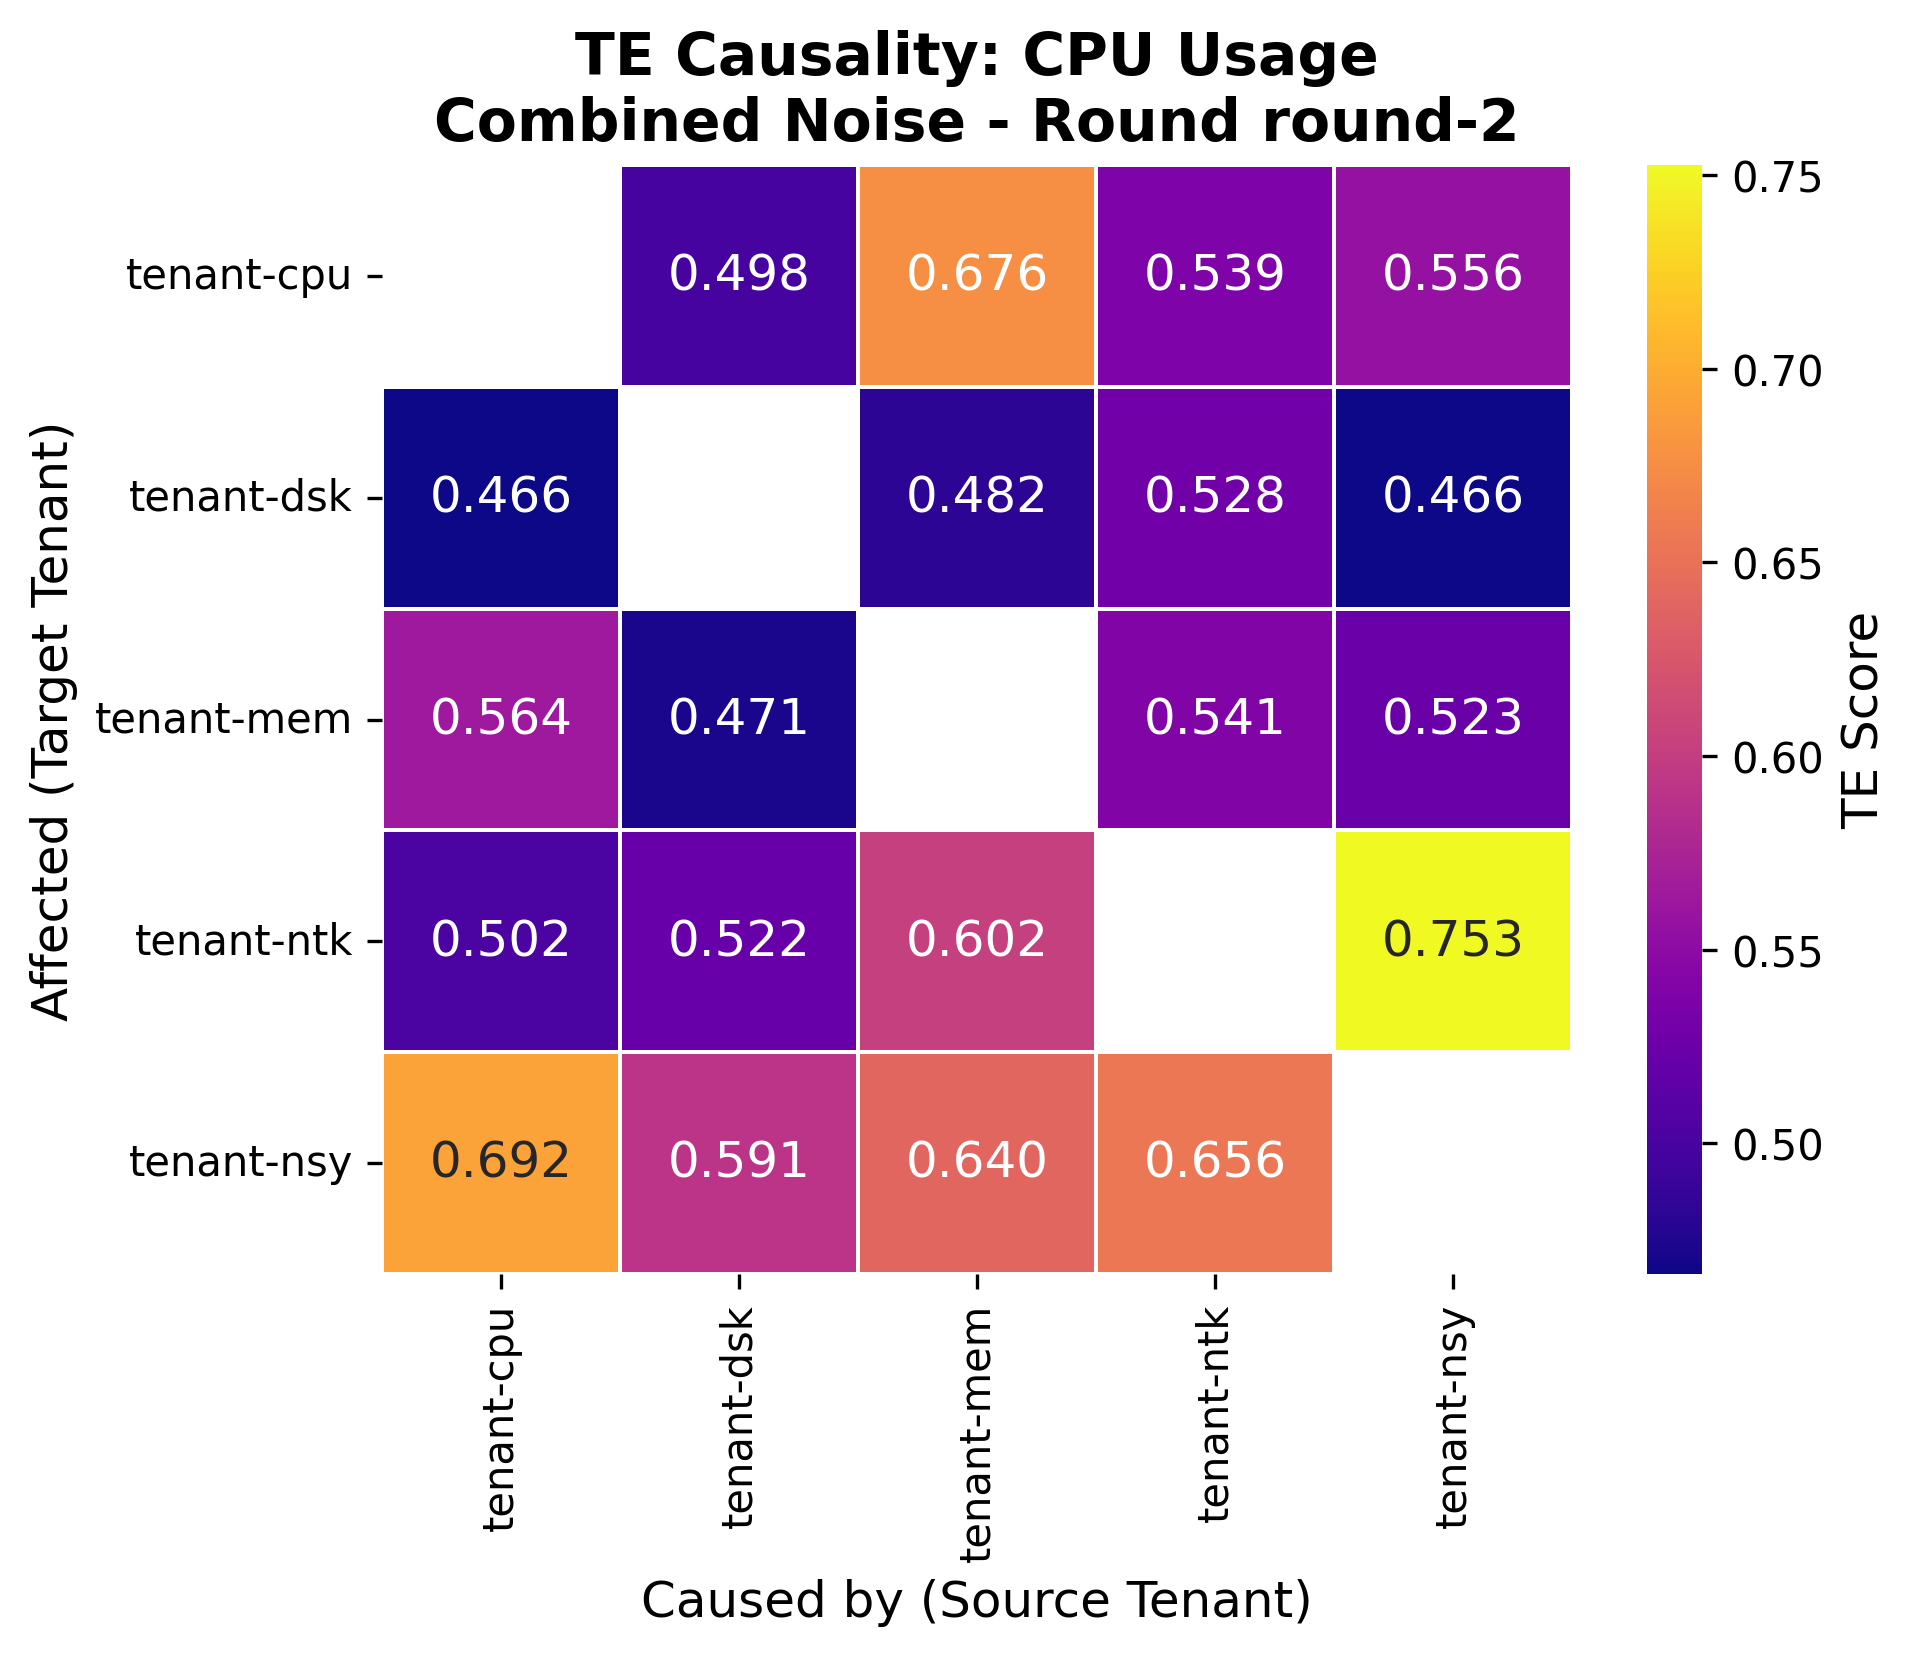 TE Causality: CPU Usage
Combined Noise - Round round-2
tenant-cpu
0.498
0.676
0.539
0.556
tenant-dsk
0.466
0.482
0.528
0.466
tenant-mem
0.564
0.471
0.541
0.523
tenant-ntk
0.502
0.522
0.602
0.753
tenant-nsy
0.692
0.591
0.640
0.656
Affected (Target Tenant)
tenant-cpu
tenant-dsk
tenant-mem
tenant-ntk
tenant-nsy
Caused by (Source Tenant)
0.75
0.70
0.65
0.60
0.55
0.50
TE Score